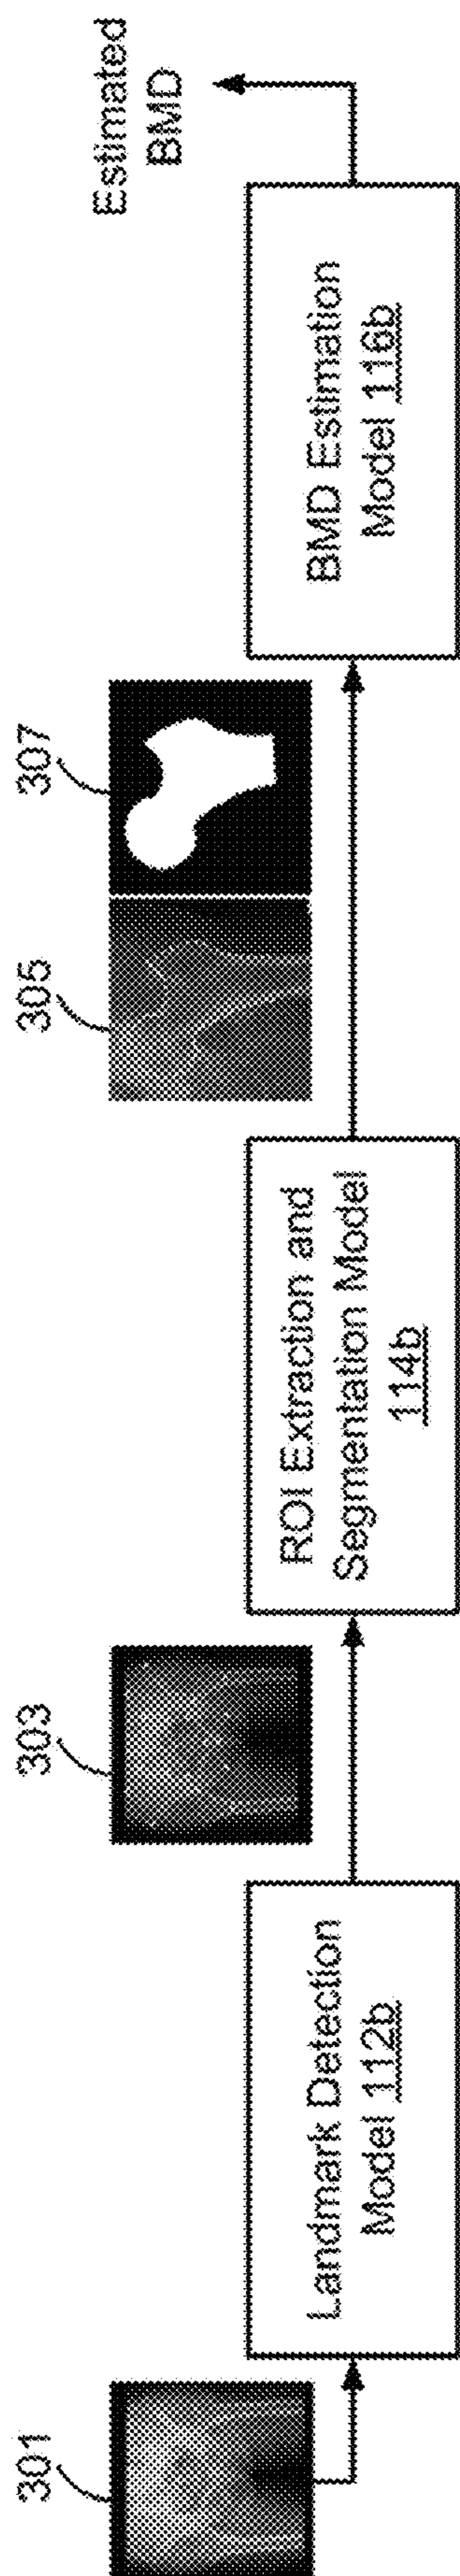 301
Landmark Detection
Model 112b
303
ROI Extraction and
Segmentation Model
114b
305
307
BMD Estimation
Model 116b
Estimated
BMD